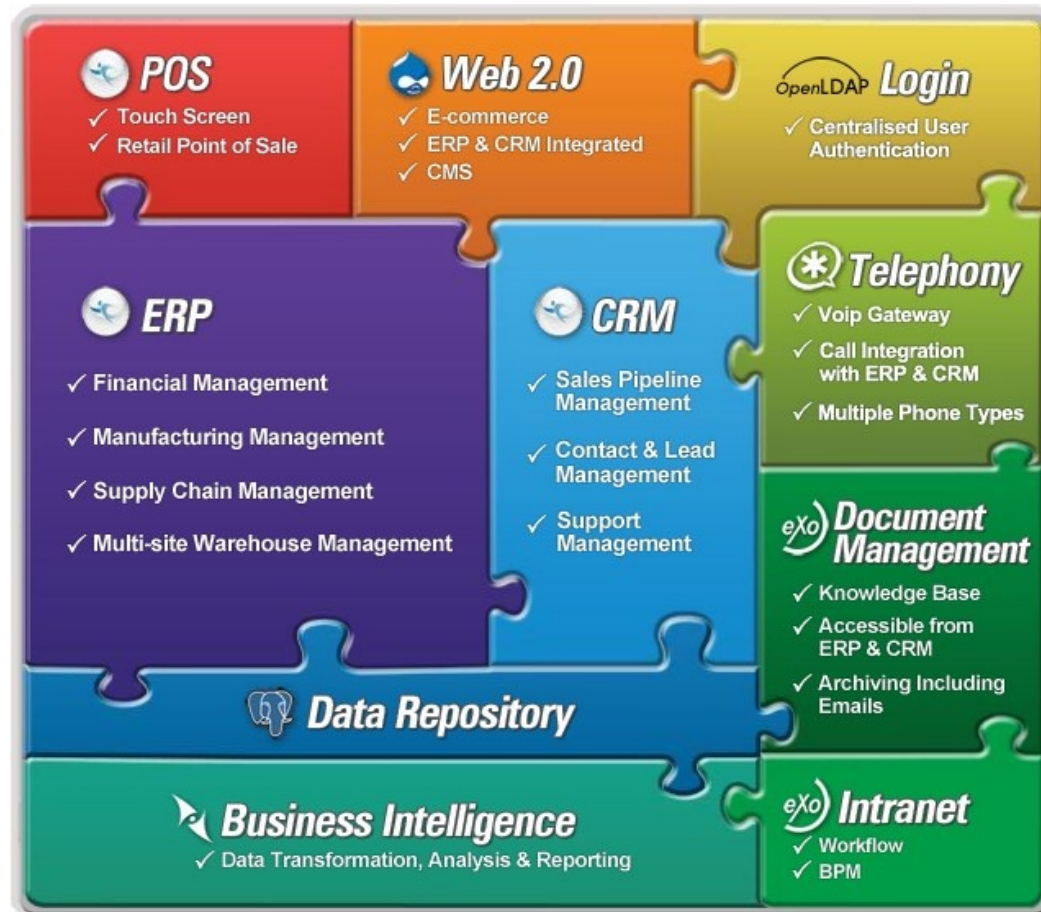 POS
✓ Touch Screen
✓ Retail Point of Sale
Web 2.0
✓ E-commerce
✓ ERP & CRM Integrated
✓ CMS
OpenLDAP Login
✓ Centralised User
Authentication
ERP
✓ Financial Management
✓ Manufacturing Management
✓ Supply Chain Management
✓ Multi-site Warehouse Management
CRM
✓ Sales Pipeline
Management
✓ Contact & Lead
Management
✓ Support
Management
Telephony
✓ Voip Gateway
✓ Call Integration
with ERP & CRM
✓ Multiple Phone Types
eXo Document
Management
✓ Knowledge Base
✓ Accessible from
ERP & CRM
✓ Archiving Including
Emails
Data Repository
Business Intelligence
✓ Data Transformation, Analysis & Reporting
eXo Intranet
✓ Workflow
✓ BPM